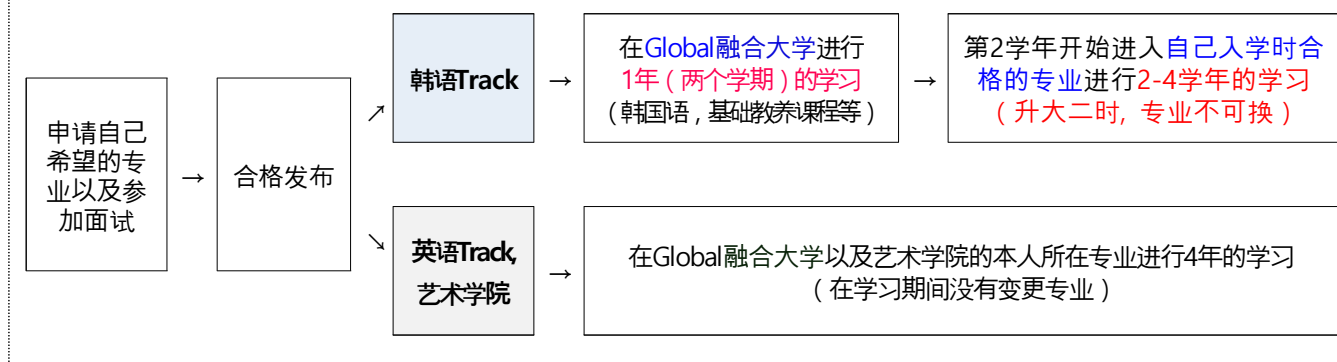 申请自己
希望的专
业以及参
加面试
→
合格发布
↗
韩语Track
→
在Global融合大学进行
1年（两个学期）的学习
（韩国语，基础教养课程等）
→
第2学年开始进入自己入学时合
格的专业进行2-4学年的学习
（升大二时, 专业不可换）
↘
英语Track,
艺术学院
→
在Global融合大学以及艺术学院的本人所在专业进行4年的学习
（在学习期间没有变更专业）